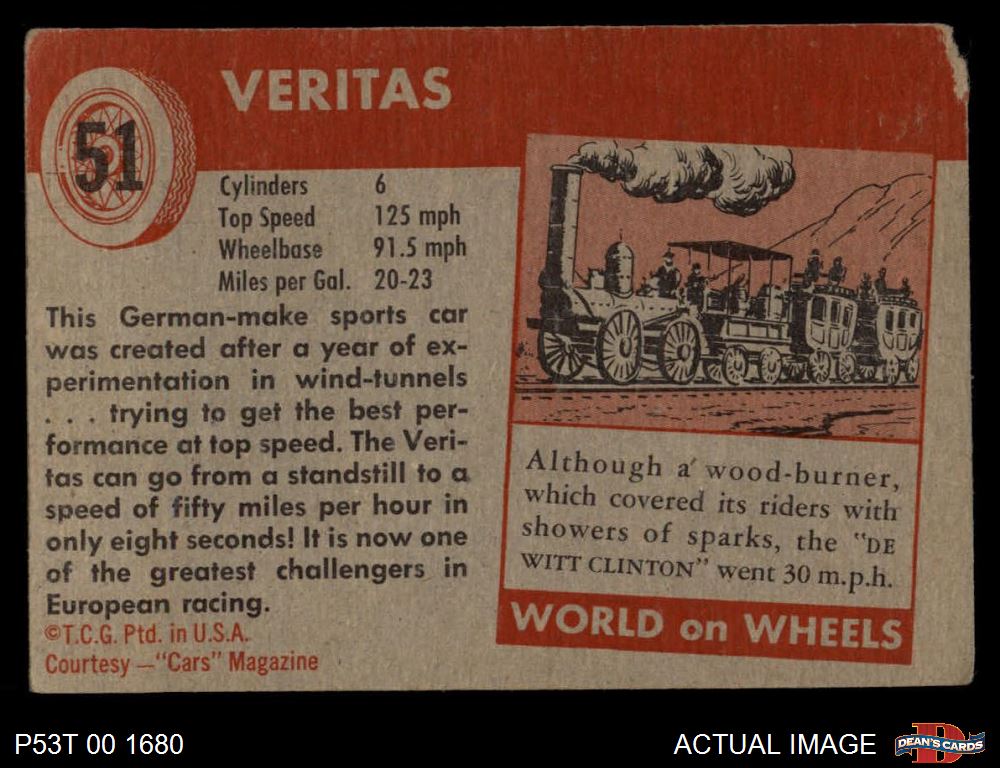 51
VERITAS
Cylinders 6
Top Speed 125 mph
Wheelbase 91.5 mph
Miles per Gal. 20-23
This German-make sports car
was created after a year of ex-
perimentation in wind-tunnels
. . . trying to get the best per-
formance at top speed. The Veri-
tas can go from a standstill to a
speed of fifty miles per hour in
only eight seconds! It is now one
of the greatest challengers in
European racing.
©T.C.G. Ptd. in U.S.A.
Courtesy —"Cars" Magazine
Although a wood-burner,
which covered its riders with
showers of sparks, the "DE
WITT CLINTON" went 30 m.p.h.
WORLD on WHEELS
P53T 00 1680
ACTUAL IMAGE
D
DEAN'S CARDS